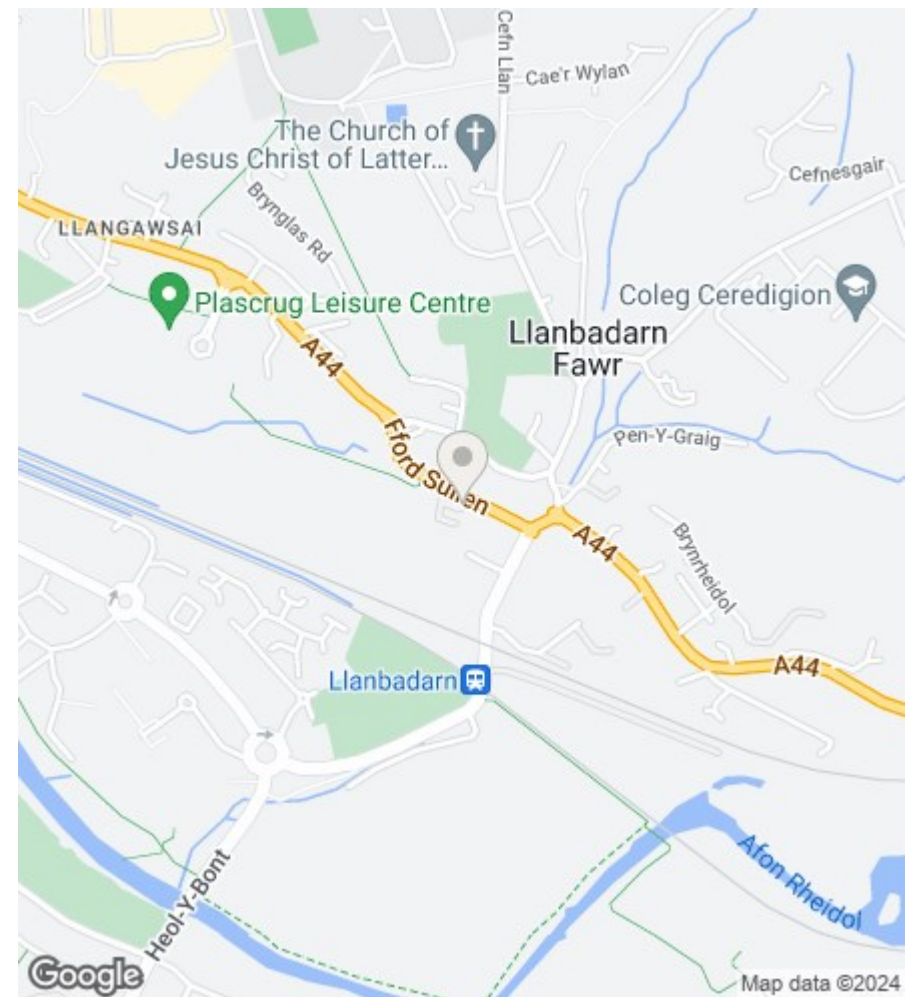 Cefn Llan
Cae'r Wylan
The Church of
Jesus Christ of Latter...
Cefnesgair
Brynglas Rd
LLANGAWSAI
Plascrug Leisure Centre
Coleg Ceredigion
Llanbadarn
Fawr
A44
Pen-Y-Graig
Ffordd Sulien
A44
Brynrheidol
A44
Llanbadarn
Afon Rheidol
Heol-Y-Bont
Google
Map data ©2024